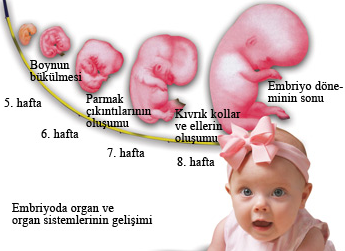 Boynun
bükülmesi
5. hafta
Parmak
çıkıntılarının
oluşumu
6. hafta
Kıvrık kollar
ve ellerin
oluşumu
7. hafta
Embriyo döne-
minin sonu
8. hafta
Embriyoda organ ve
organ sistemlerinin gelişimi